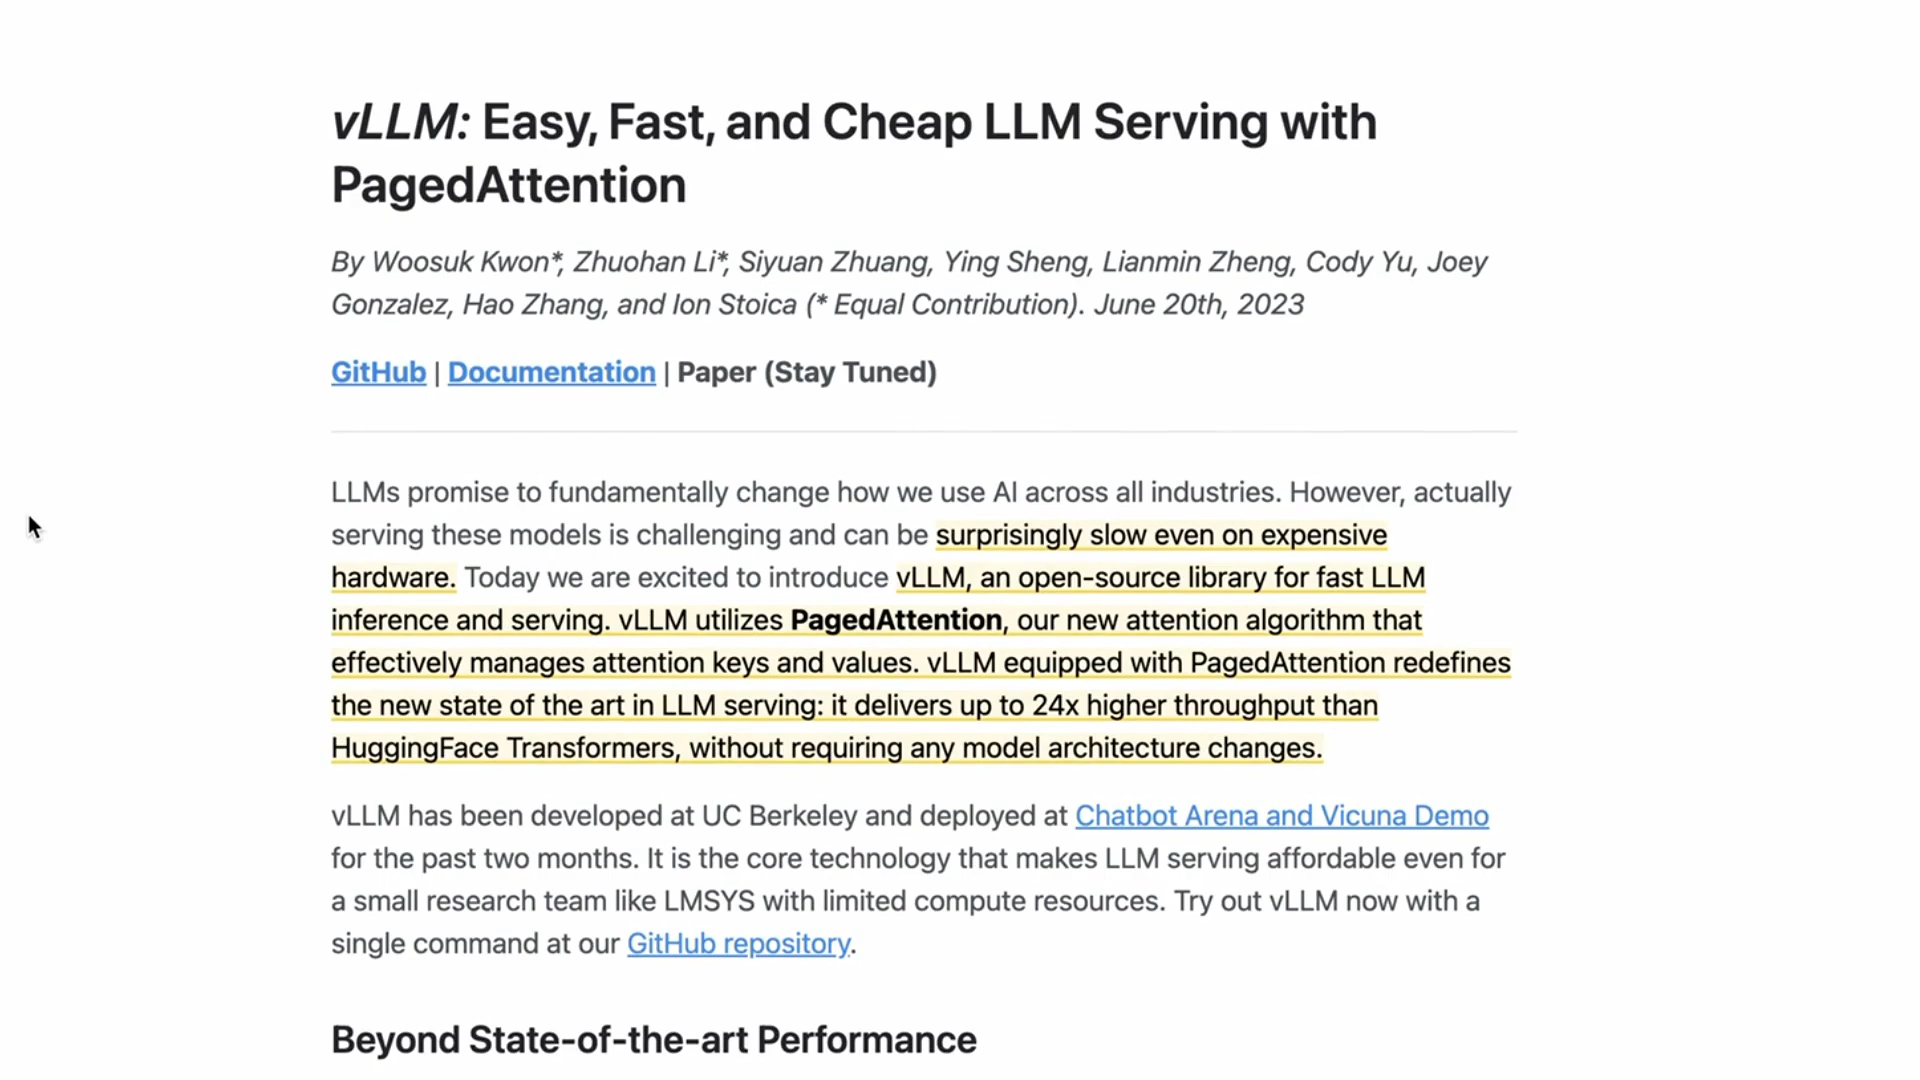 vLLM: Easy, Fast, and Cheap LLM Serving with
PagedAttention
By Woosuk Kwon*, Zhuohan Li*, Siyuan Zhuang, Ying Sheng, Lianmin Zheng, Cody Yu, Joey
Gonzalez, Hao Zhang, and Ion Stoica (* Equal Contribution). June 20th, 2023
GitHub | Documentation | Paper (Stay Tuned)
LLMs promise to fundamentally change how we use AI across all industries. However, actually
serving these models is challenging and can be surprisingly slow even on expensive
hardware. Today we are excited to introduce vLLM, an open-source library for fast LLM
inference and serving. vLLM utilizes PagedAttention, our new attention algorithm that
effectively manages attention keys and values. vLLM equipped with PagedAttention redefines
the new state of the art in LLM serving: it delivers up to 24x higher throughput than
HuggingFace Transformers, without requiring any model architecture changes.
vLLM has been developed at UC Berkeley and deployed at Chatbot Arena and Vicuna Demo
for the past two months. It is the core technology that makes LLM serving affordable even for
a small research team like LMSYS with limited compute resources. Try out vLLM now with a
single command at our GitHub repository.
Beyond State-of-the-art Performance